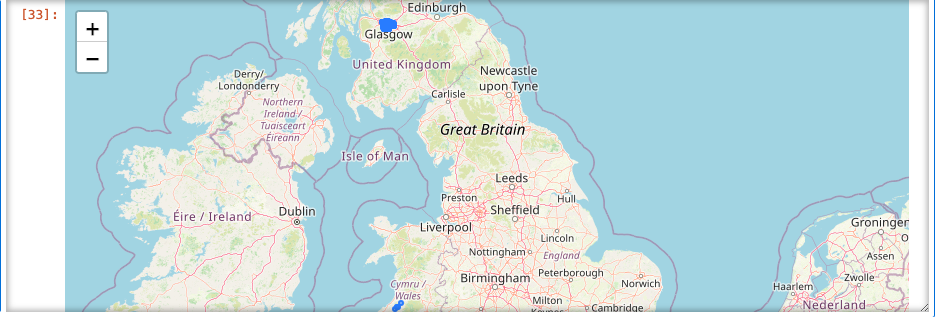 [33]:
+
−
Edinburgh
Glasgow
United Kingdom
Newcastle
upon Tyne
Derry/
Londonderry
Carlisle
Northern
Ireland /
Tuaisceart
Éireann
Great Britain
Isle of Man
Leeds
Preston
Hull
Éire / Ireland
Dublin
Sheffield
Liverpool
Groningen
Lincoln
Nottingham
England
Assen
Birmingham
Peterborough
Norwich
Zwolle
Haarlem
Cymru /
Wales
Milton
Cambridge
Nederland